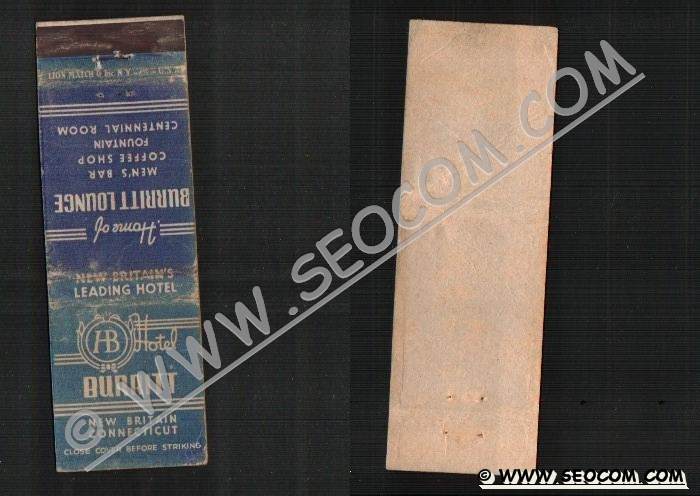 LION MATCH
Home of
BURRITT LOUNGE
MEN'S BAR
COFFEE SHOP
FOUNTAIN
CENTENNIAL ROOM
NEW BRITAIN'S
LEADING HOTEL
HB
Hotel
BURRITT
NEW BRITAIN
CONNECTICUT
CLOSE COVER BEFORE STRIKING
© WWW.SEOCOM.COM
© WWW.SEOCOM.COM